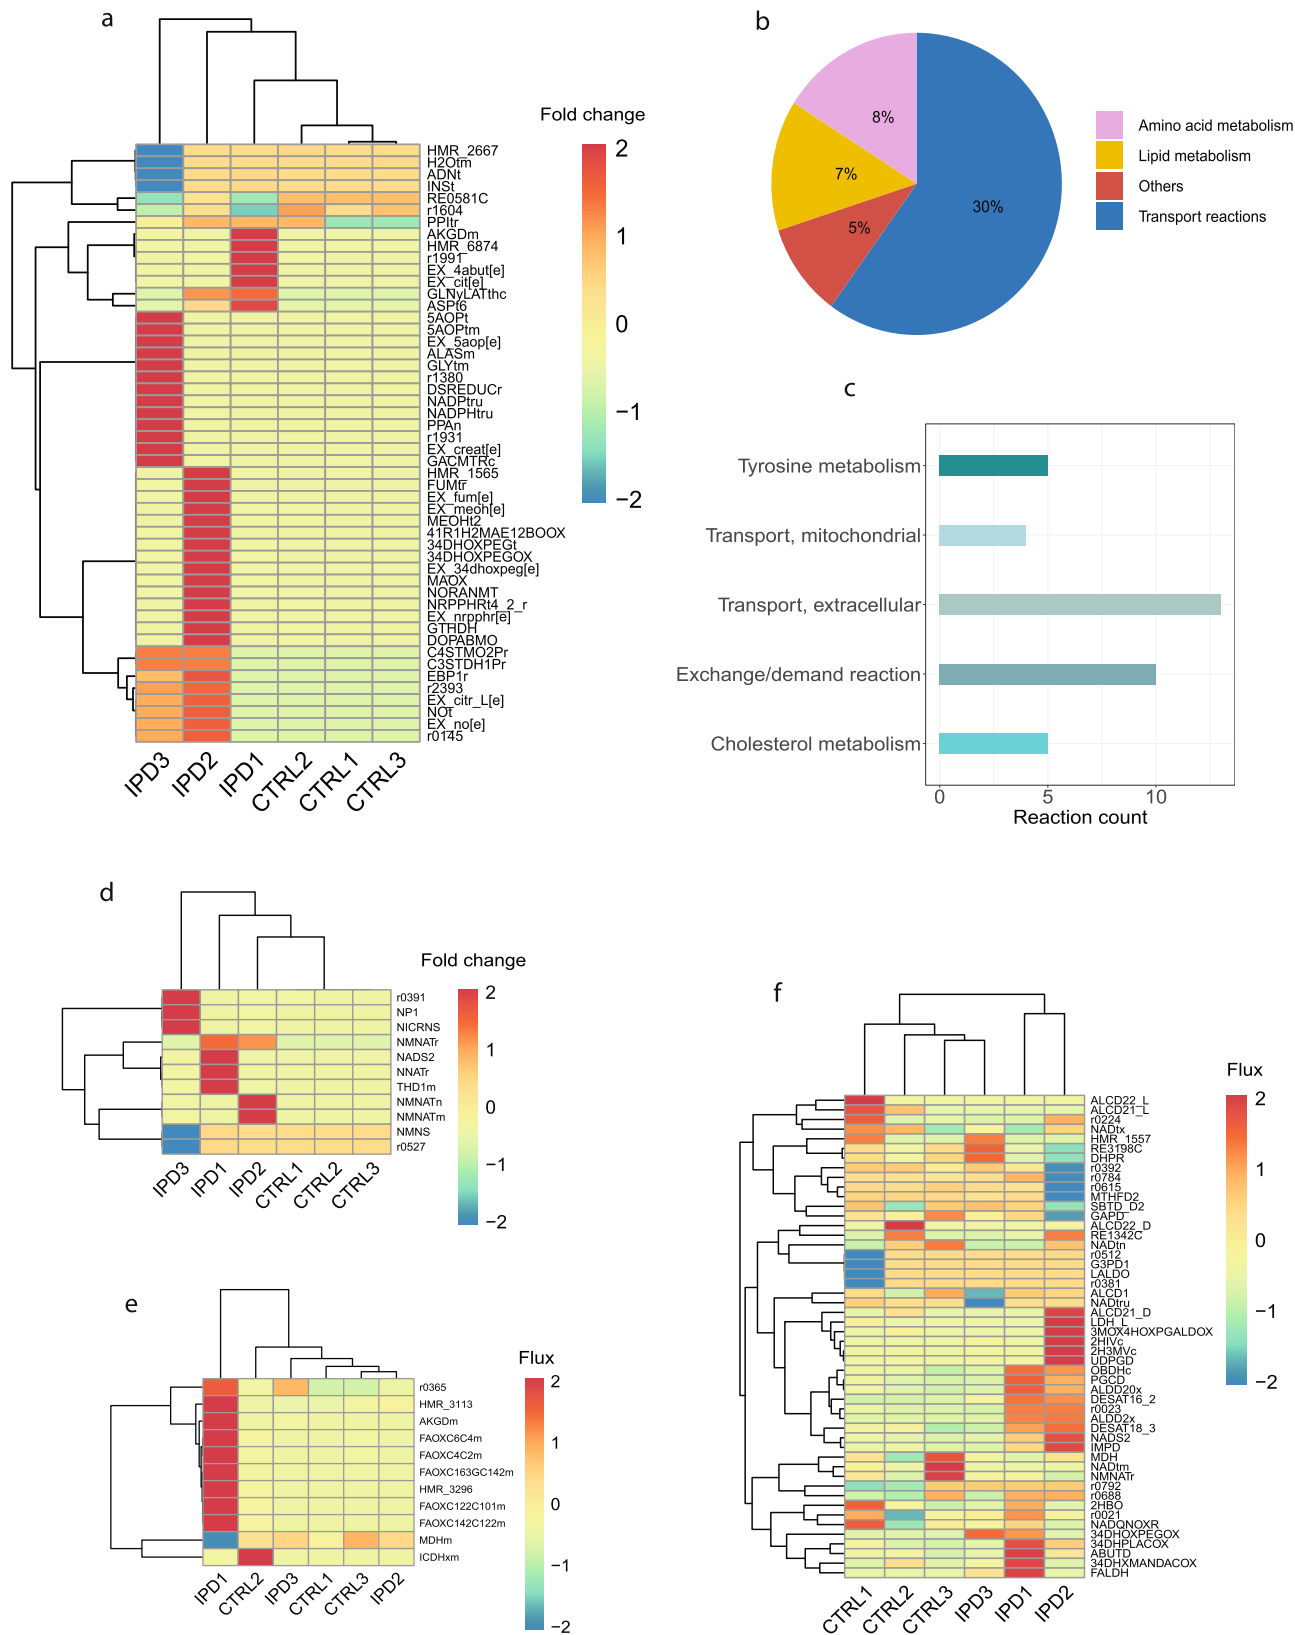 a
Fold change
2
1
0
−1
−2
HMR_2667
H2Otm
ADNt
INSt
RE0581C
r1604
PPItr
AKGDm
HMR_6874
r1991
EX_4abut[e]
EX_cit[e]
GLNyLATthc
ASPt6
5AOPt
5AOPtm
EX_5aop[e]
ALASm
GLYtm
r1380
DSREDUCr
NADPtru
NADPHtru
PPAn
r1931
EX_creat[e]
GACMTRc
HMR_1565
FUMtr
EX_fum[e]
EX_meoh[e]
MEOHt2
41R1H2MAE12BOOX
34DHOXPEGt
34DHOXPEGOX
EX_34dhoxpeg[e]
MAOX
NORANMT
NRPPHRt4_2_r
EX_nrpphr[e]
GTHDH
DOPABMO
C4STMO2Pr
C3STDH1Pr
EBP1r
r2393
EX_citr_L[e]
NOt
EX_no[e]
r0145
IPD3
IPD2
IPD1
CTRL2
CTRL1
CTRL3
b
8%
7%
5%
30%
Amino acid metabolism
Lipid metabolism
Others
Transport reactions
c
Tyrosine metabolism
Transport, mitochondrial
Transport, extracellular
Exchange/demand reaction
Cholesterol metabolism
0
5
10
Reaction count
d
Fold change
2
1
0
−1
−2
r0391
NP1
NICRNS
NMNATr
NADS2
NNATr
THD1m
NMNATn
NMNATm
NMNS
r0527
IPD3
IPD1
IPD2
CTRL1
CTRL2
CTRL3
e
Flux
2
1
0
−1
−2
r0365
HMR_3113
AKGDm
FAOXC6C4m
FAOXC4C2m
FAOXC163GC142m
HMR_3296
FAOXC122C101m
FAOXC142C122m
MDHm
ICDHxm
IPD1
CTRL2
IPD3
CTRL1
CTRL3
IPD2
f
Flux
2
1
0
−1
−2
ALCD22_L
ALCD21_L
r0224
NADtx
HMR_1557
RE3198C
DHPR
r0392
r0784
r0615
MTHFD2
SBTD_D2
GAPD
ALCD22_D
RE1342C
NADtn
r0512
G3PD1
LALDO
r0381
ALCD1
NADtru
ALCD21_D
LDH_L
3MOX4HOXPGALDOX
2HIVc
2H3MVc
UDPGD
OBDHc
PGCD
ALDD20x
DESAT16_2
r0023
ALDD2x
DESAT18_3
NADS2
IMPD
MDH
NADtm
NMNATr
r0792
r0688
2HBO
r0021
NADQNOXR
34DHOXPEGOX
34DHPLACOX
ABUTD
34DHXMANDACOX
FALDH
CTRL1
CTRL2
CTRL3
IPD3
IPD1
IPD2